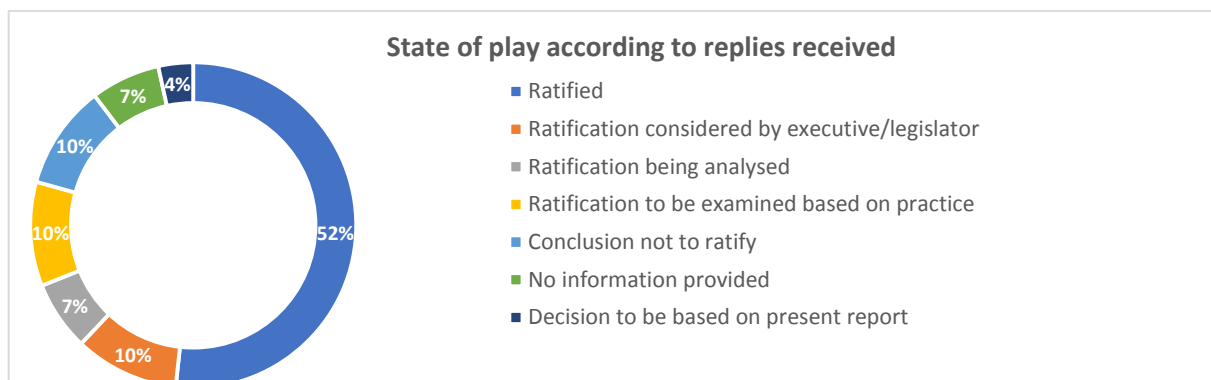 State of play according to replies received
Ratified
Ratification considered by executive/legislator
Ratification being analysed
Ratification to be examined based on practice
Conclusion not to ratify
No information provided
Decision to be based on present report
52%
10%
7%
10%
10%
7%
4%